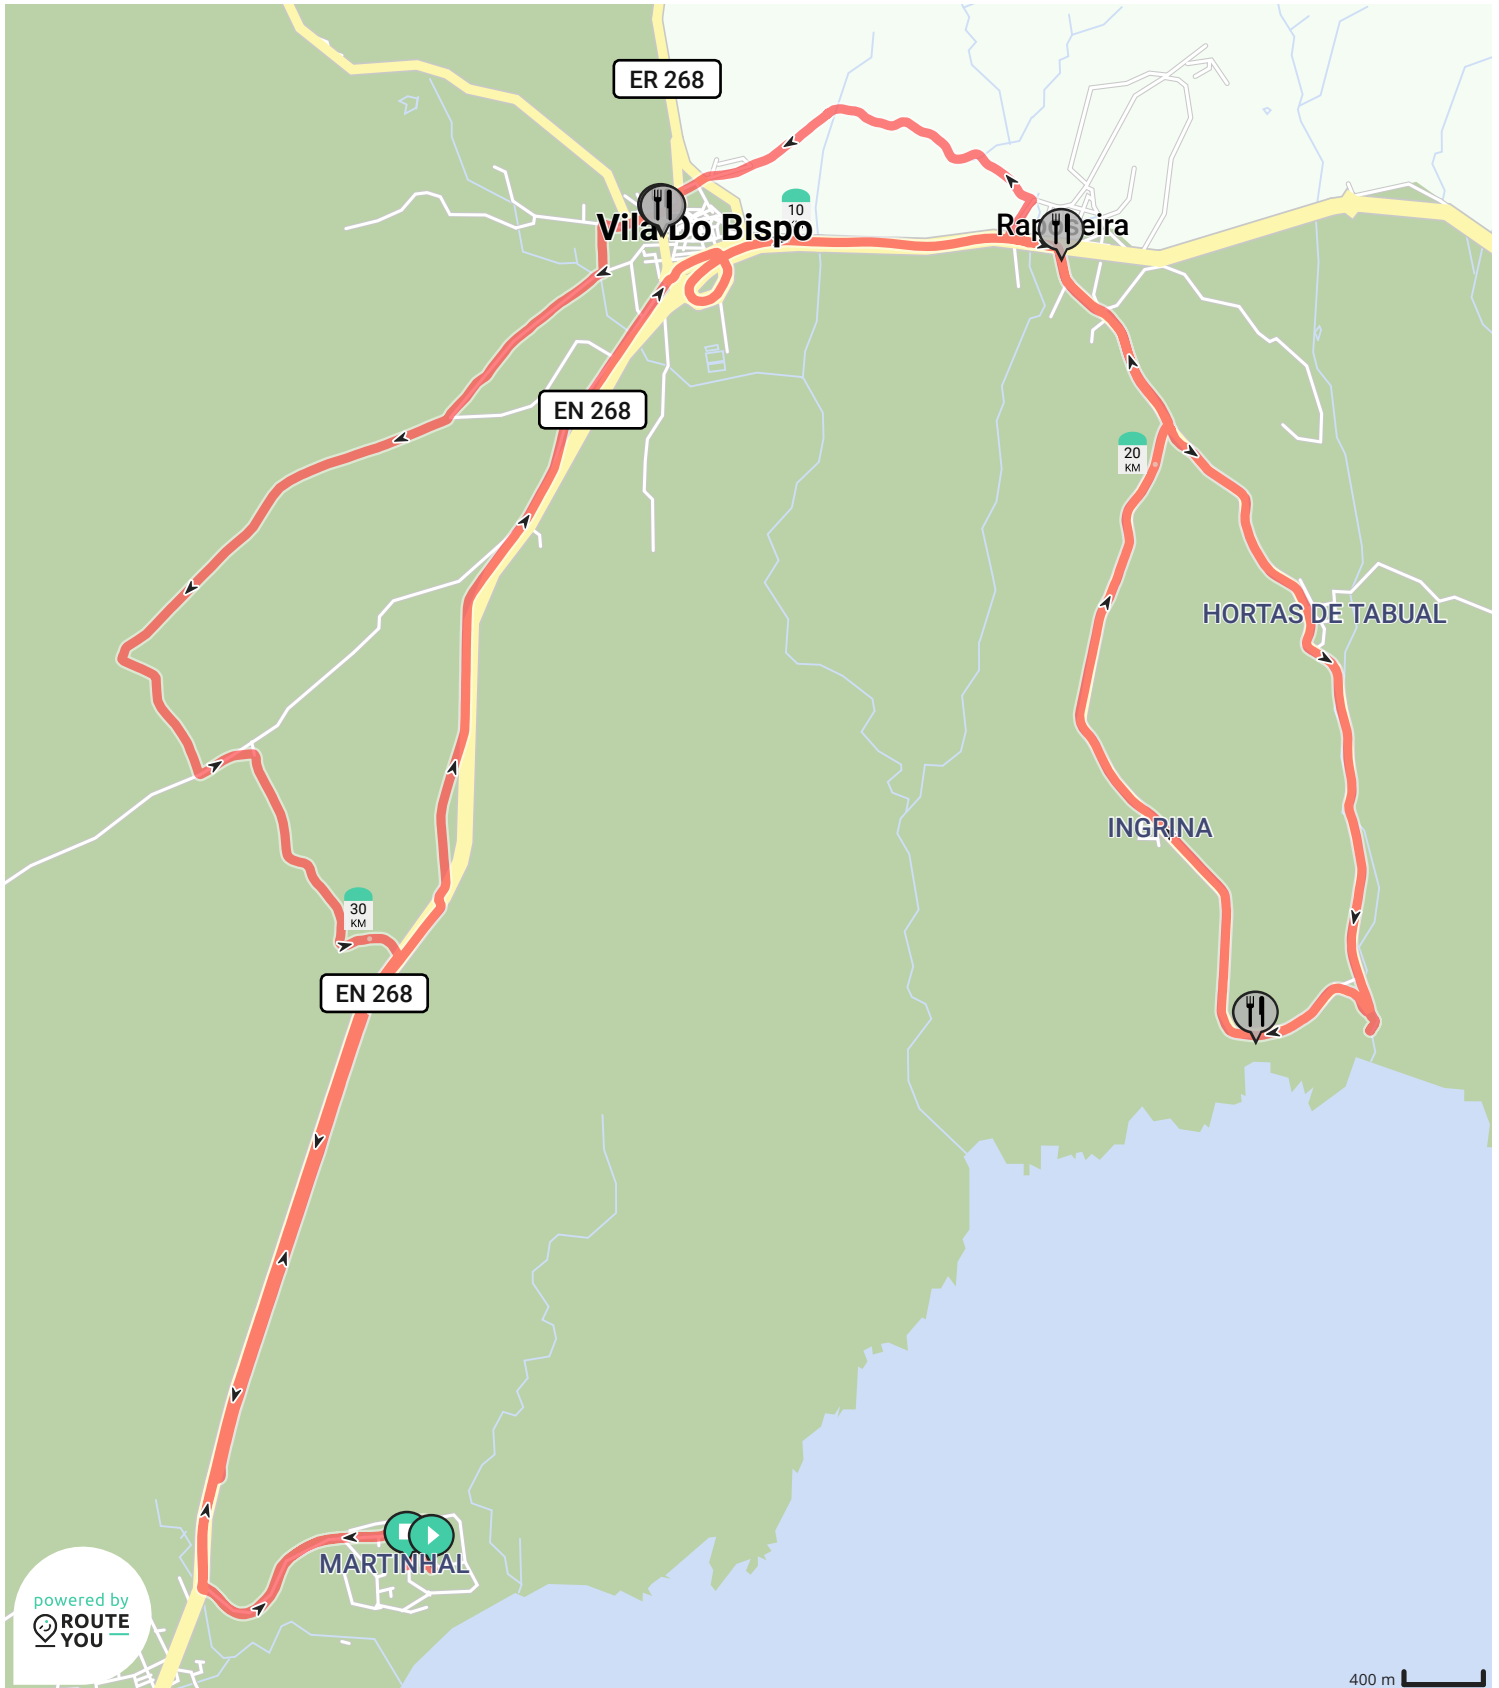 ER 268
10
Vila Do Bispo
Raposeira
EN 268
20
KM
HORTAS DE TABUAL
INGRINA
30
KM
EN 268
MARTINHAL
powered by
ROUTE
YOU
400 m